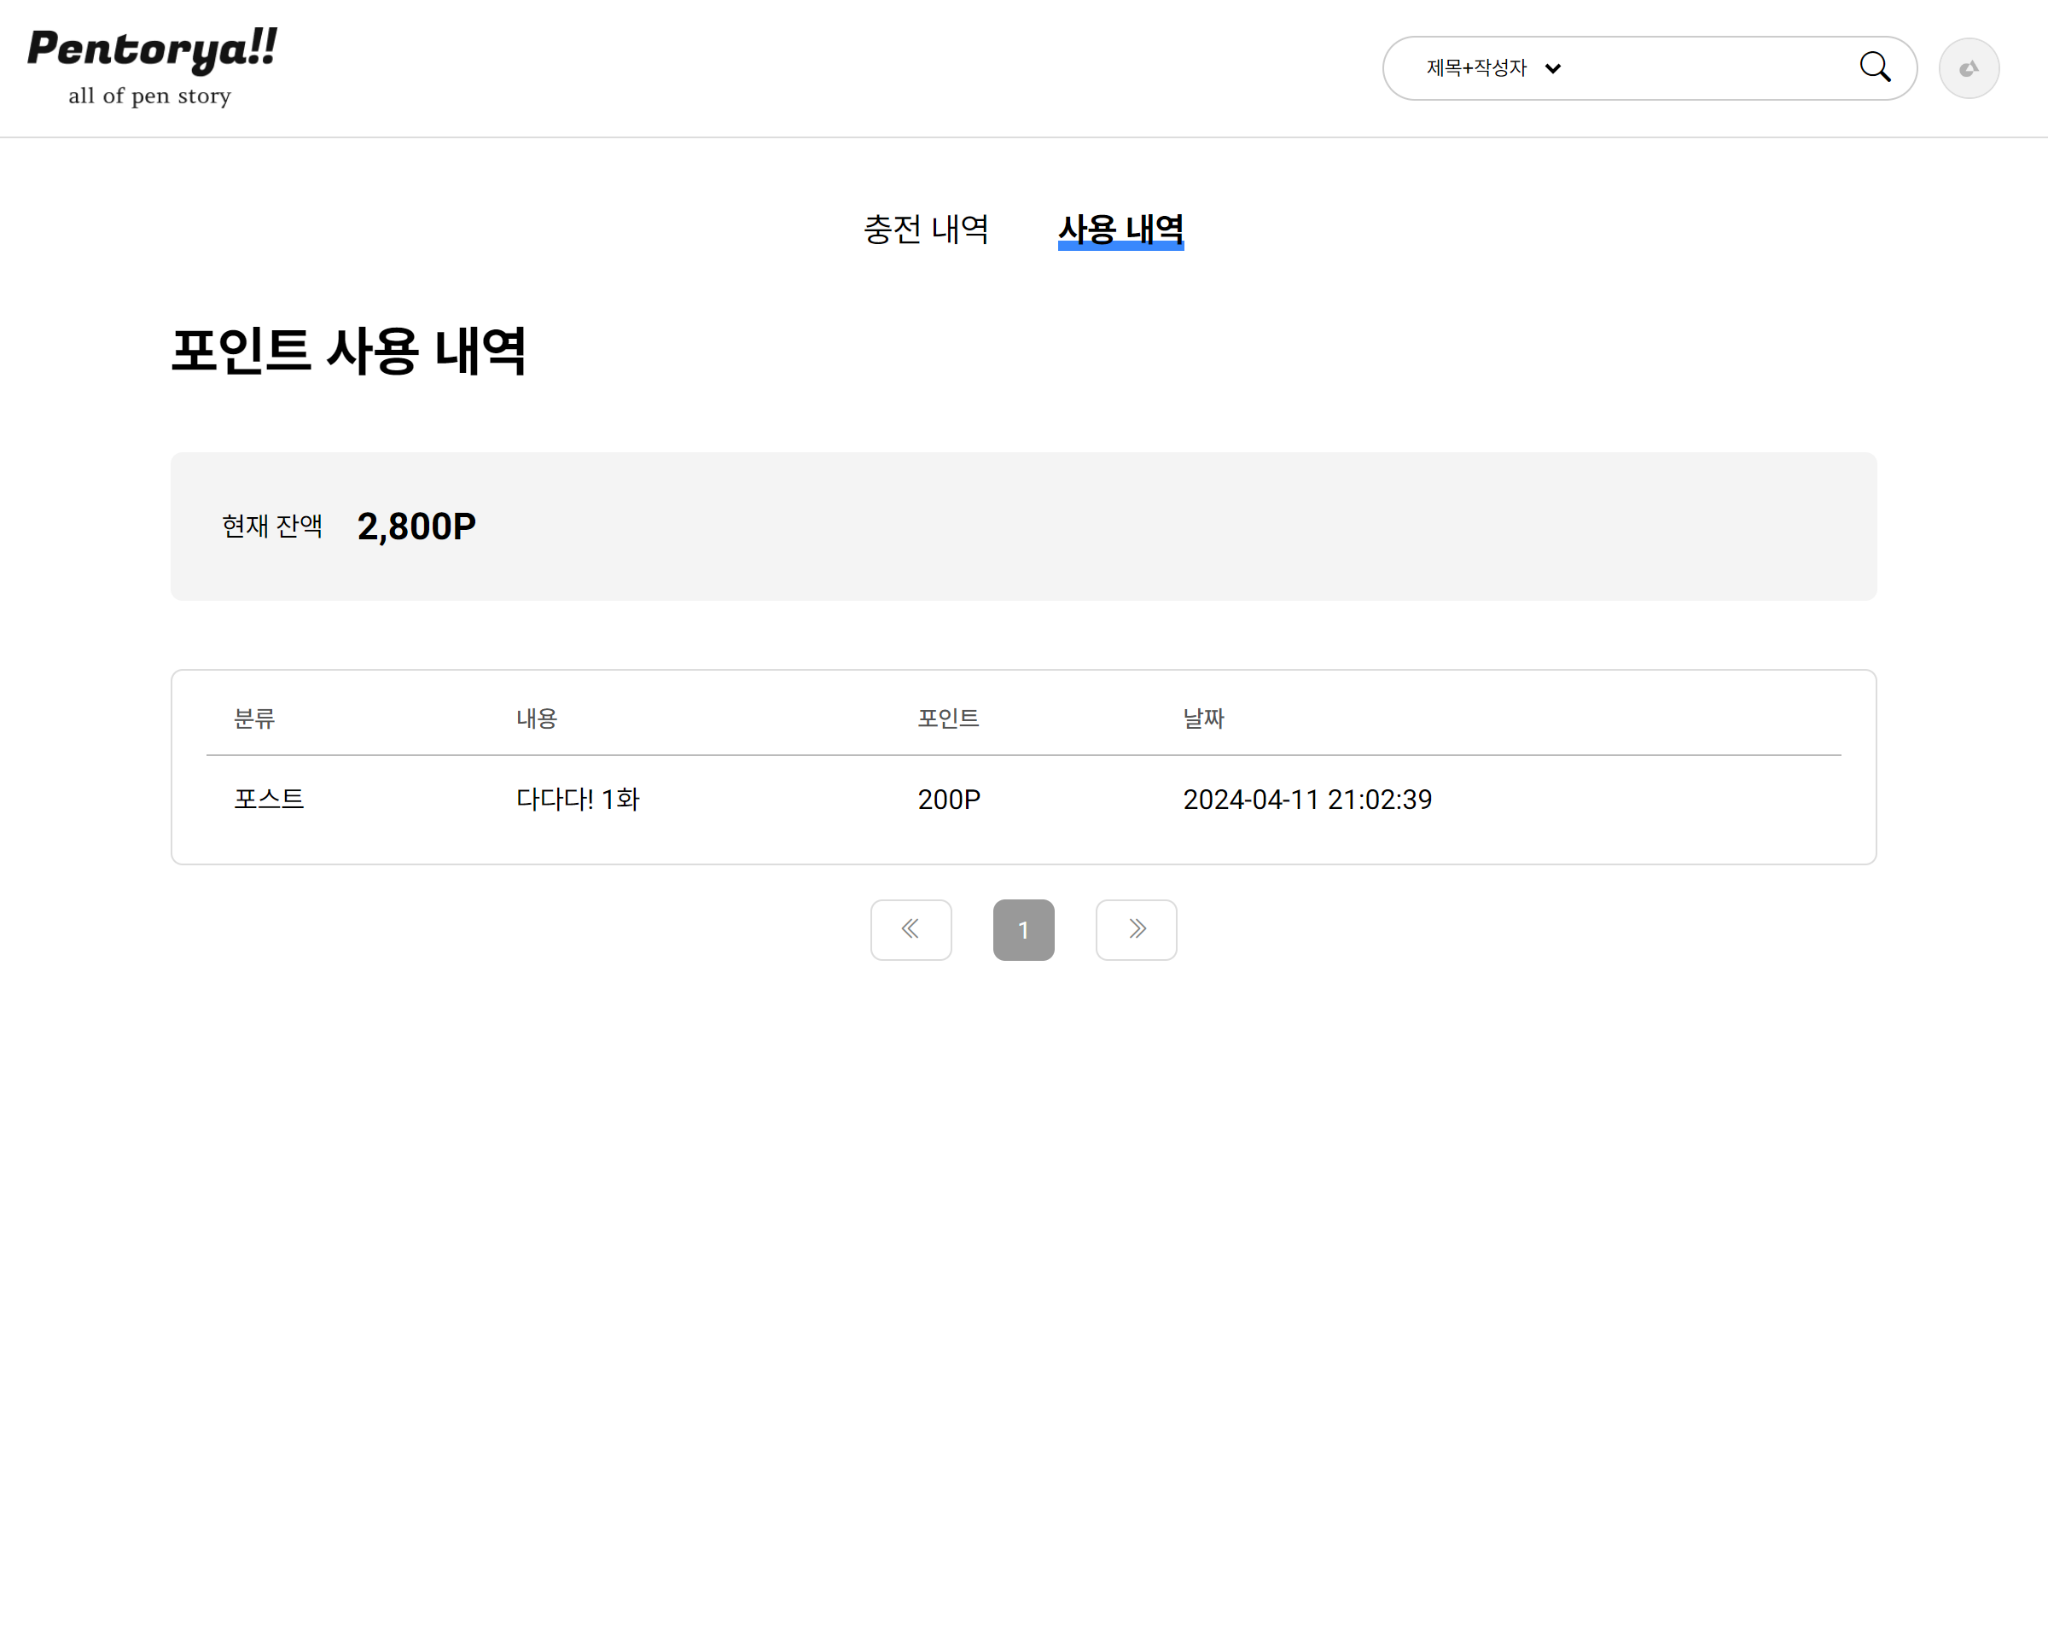 Pentorya!!
all of pen story
제목+작성자
충전 내역 사용 내역
포인트 사용 내역
현재 잔액 2,800P
분류 내용 포인트 날짜
포스트 다다다! 1화 200P 2024-04-11 21:02:39
« 1 »